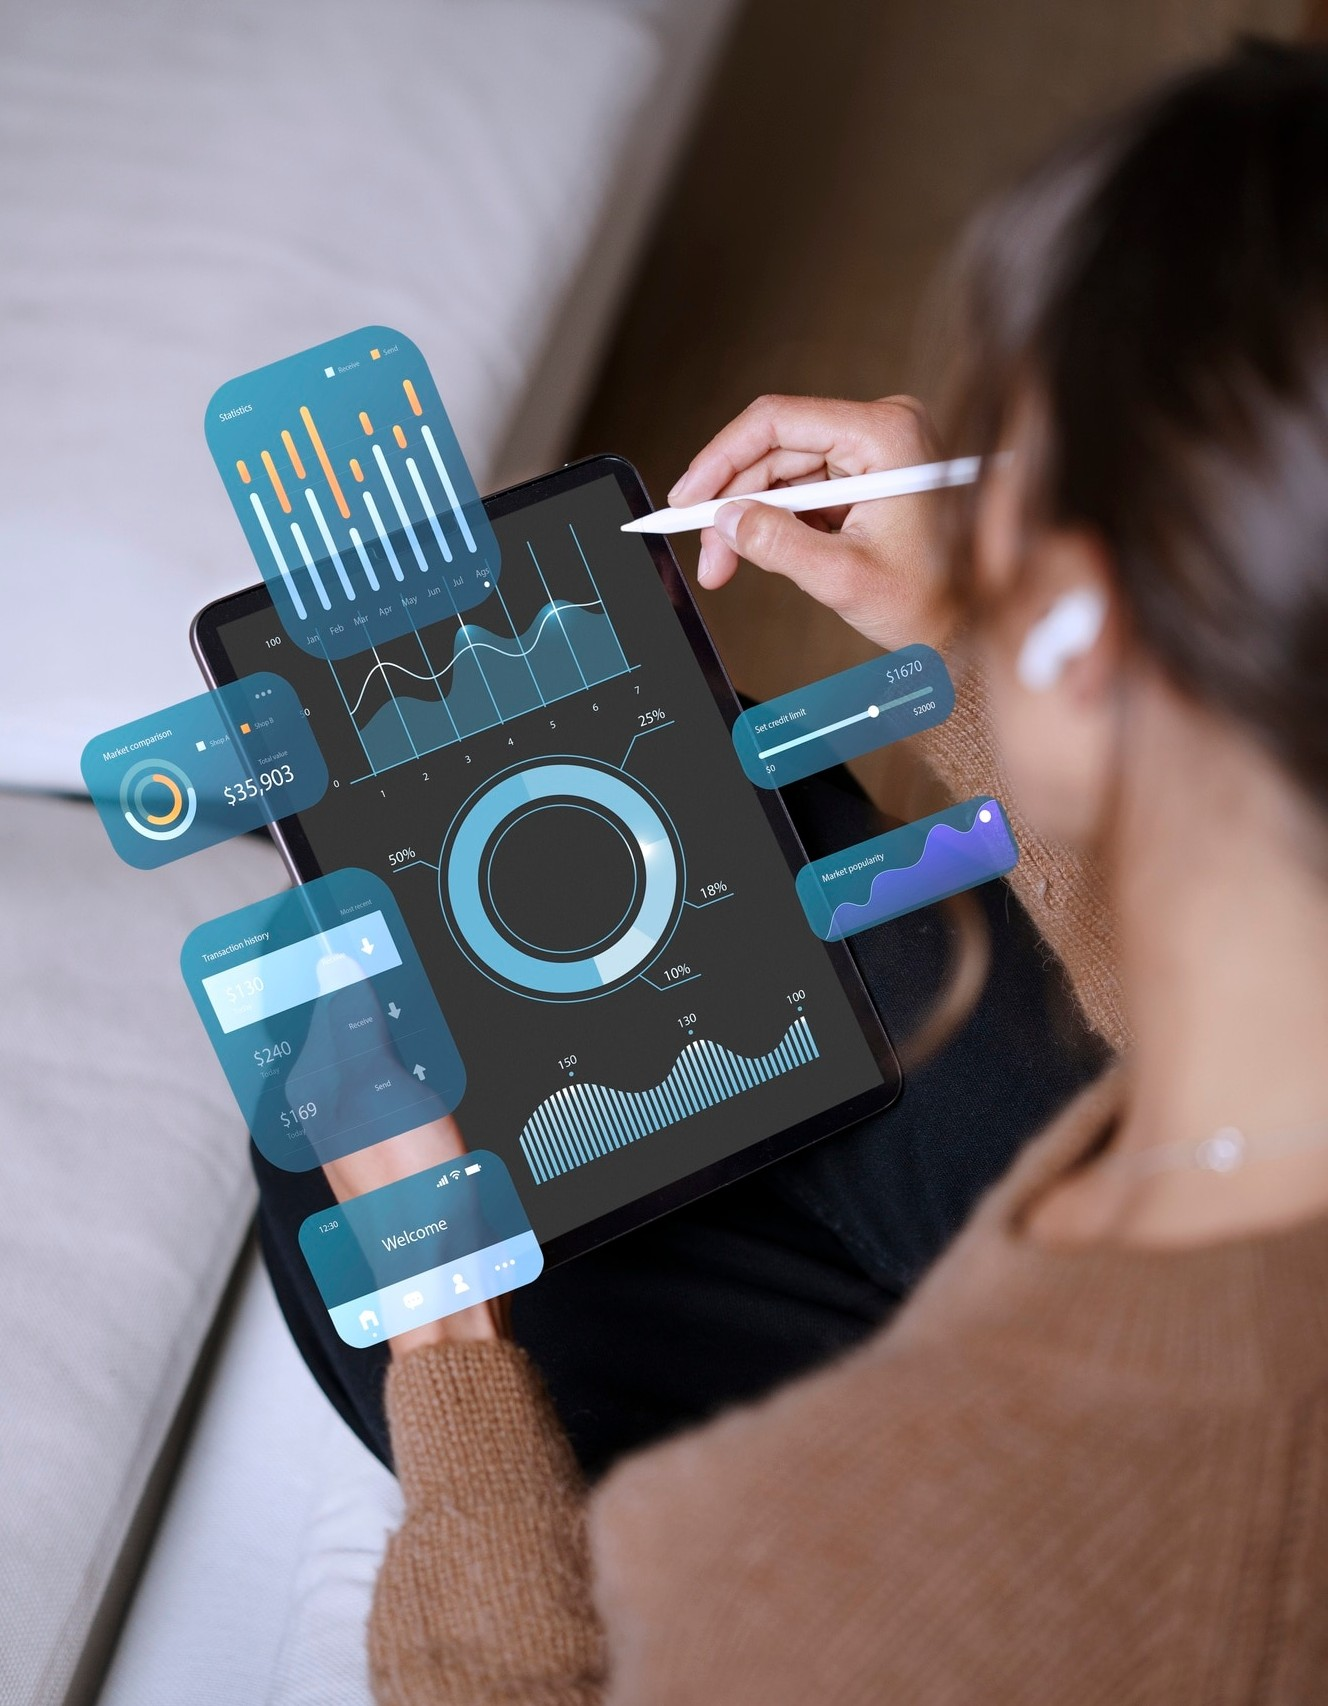 Statistics
Receive
Send
Jan Feb Mar Apr May Jun Jul Ags
100
50
0
1 2 3 4 5 6 7
Market comparison
Shop A
Shop B
Total value
$35,903
Set credit limit
$1670
$0
$2000
Market popularity
25%
50%
18%
10%
Transaction history
Most recent
$130
$240
Today
Receive
$169
Today
Send
150
130
100
12:30
Welcome